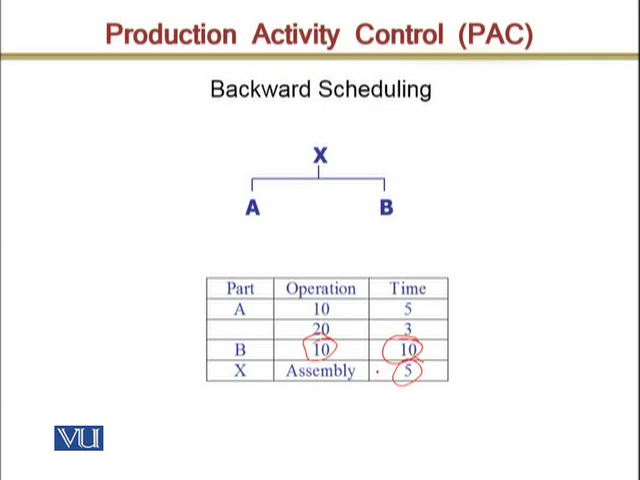 Production Activity Control (PAC)
Backward Scheduling
X
A B
Part Operation Time
A 10 5
20 3
B 10 10
X Assembly 5
VU